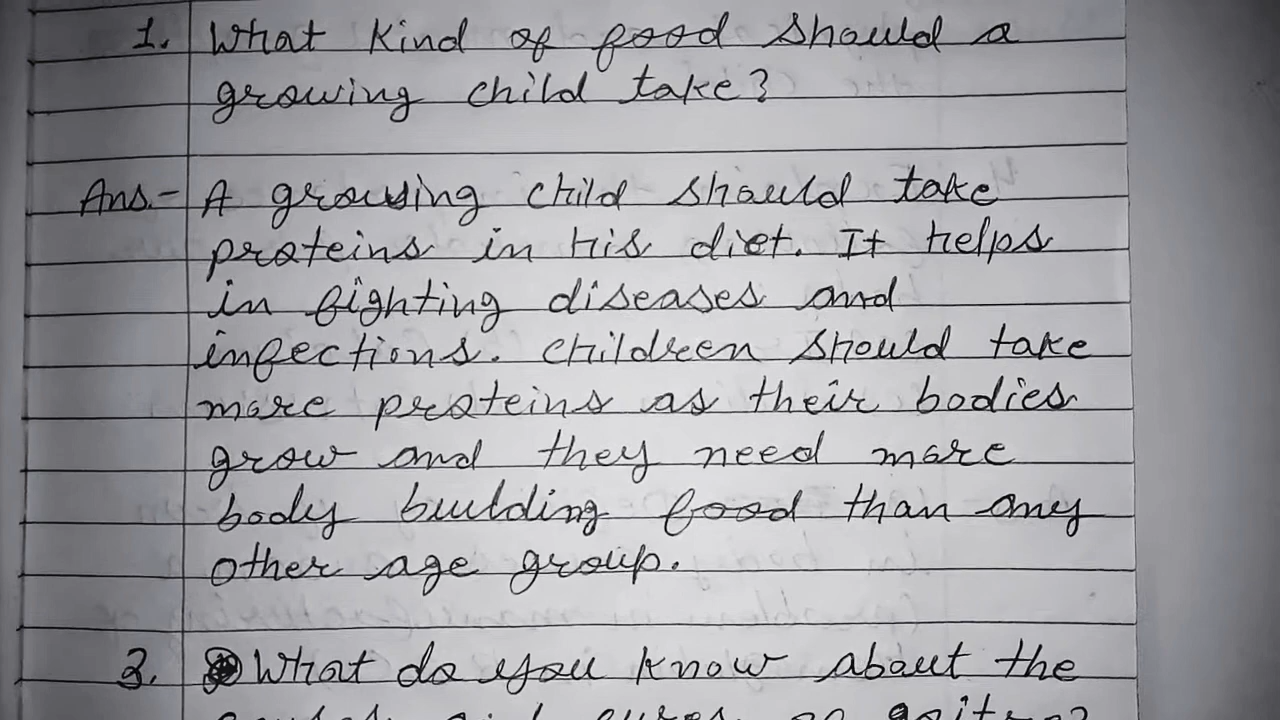 1. What kind of food should a
growing child take?
Ans.- A growing child should take
proteins in his diet. It helps
in fighting diseases and
infections. Children should take
more proteins as their bodies
grow and they need more
body building food than any
other age group.
3. What do you know about the
goitre?